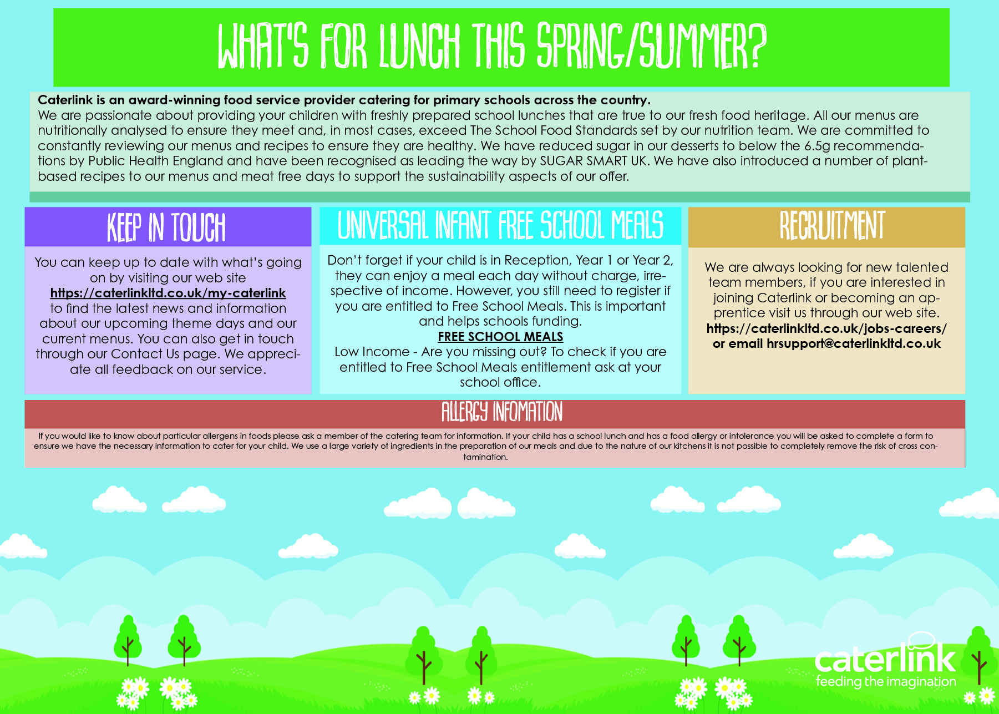 WHAT'S FOR LUNCH THIS SPRING/SUMMER?
Caterlink is an award-winning food service provider catering for primary schools across the country.
We are passionate about providing your children with freshly prepared school lunches that are true to our fresh food heritage. All our menus are
nutritionally analysed to ensure they meet and, in most cases, exceed The School Food Standards set by our nutrition team. We are committed to
constantly reviewing our menus and recipes to ensure they are healthy. We have reduced sugar in our desserts to below the 6.5g recommenda-
tions by Public Health England and have been recognised as leading the way by SUGAR SMART UK. We have also introduced a number of plant-
based recipes to our menus and meat free days to support the sustainability aspects of our offer.
KEEP IN TOUCH
You can keep up to date with what's going
on by visiting our web site
https://caterlinkltd.co.uk/my-caterlink
to find the latest news and information
about our upcoming theme days and our
current menus. You can also get in touch
through our Contact Us page. We appreci-
ate all feedback on our service.
UNIVERSAL INFANT FREE SCHOOL MEALS
Don't forget if your child is in Reception, Year 1 or Year 2,
they can enjoy a meal each day without charge, irre-
spective of income. However, you still need to register if
you are entitled to Free School Meals. This is important
and helps schools funding.
FREE SCHOOL MEALS
Low Income - Are you missing out? To check if you are
entitled to Free School Meals entitlement ask at your
school office.
RECRUITMENT
We are always looking for new talented
team members, if you are interested in
joining Caterlink or becoming an ap-
prentice visit us through our web site.
https://caterlinkltd.co.uk/jobs-careers/
or email hrsupport@caterlinkltd.co.uk
ALLERGY INFOMATION
If you would like to know about particular allergens in foods please ask a member of the catering team for information. If your child has a school lunch and has a food allergy or intolerance you will be asked to complete a form to
ensure we have the necessary information to cater for your child. We use a large variety of ingredients in the preparation of our meals and due to the nature of our kitchens it is not possible to completely remove the risk of cross con-
tamination.
caterlink
feeding the imagination